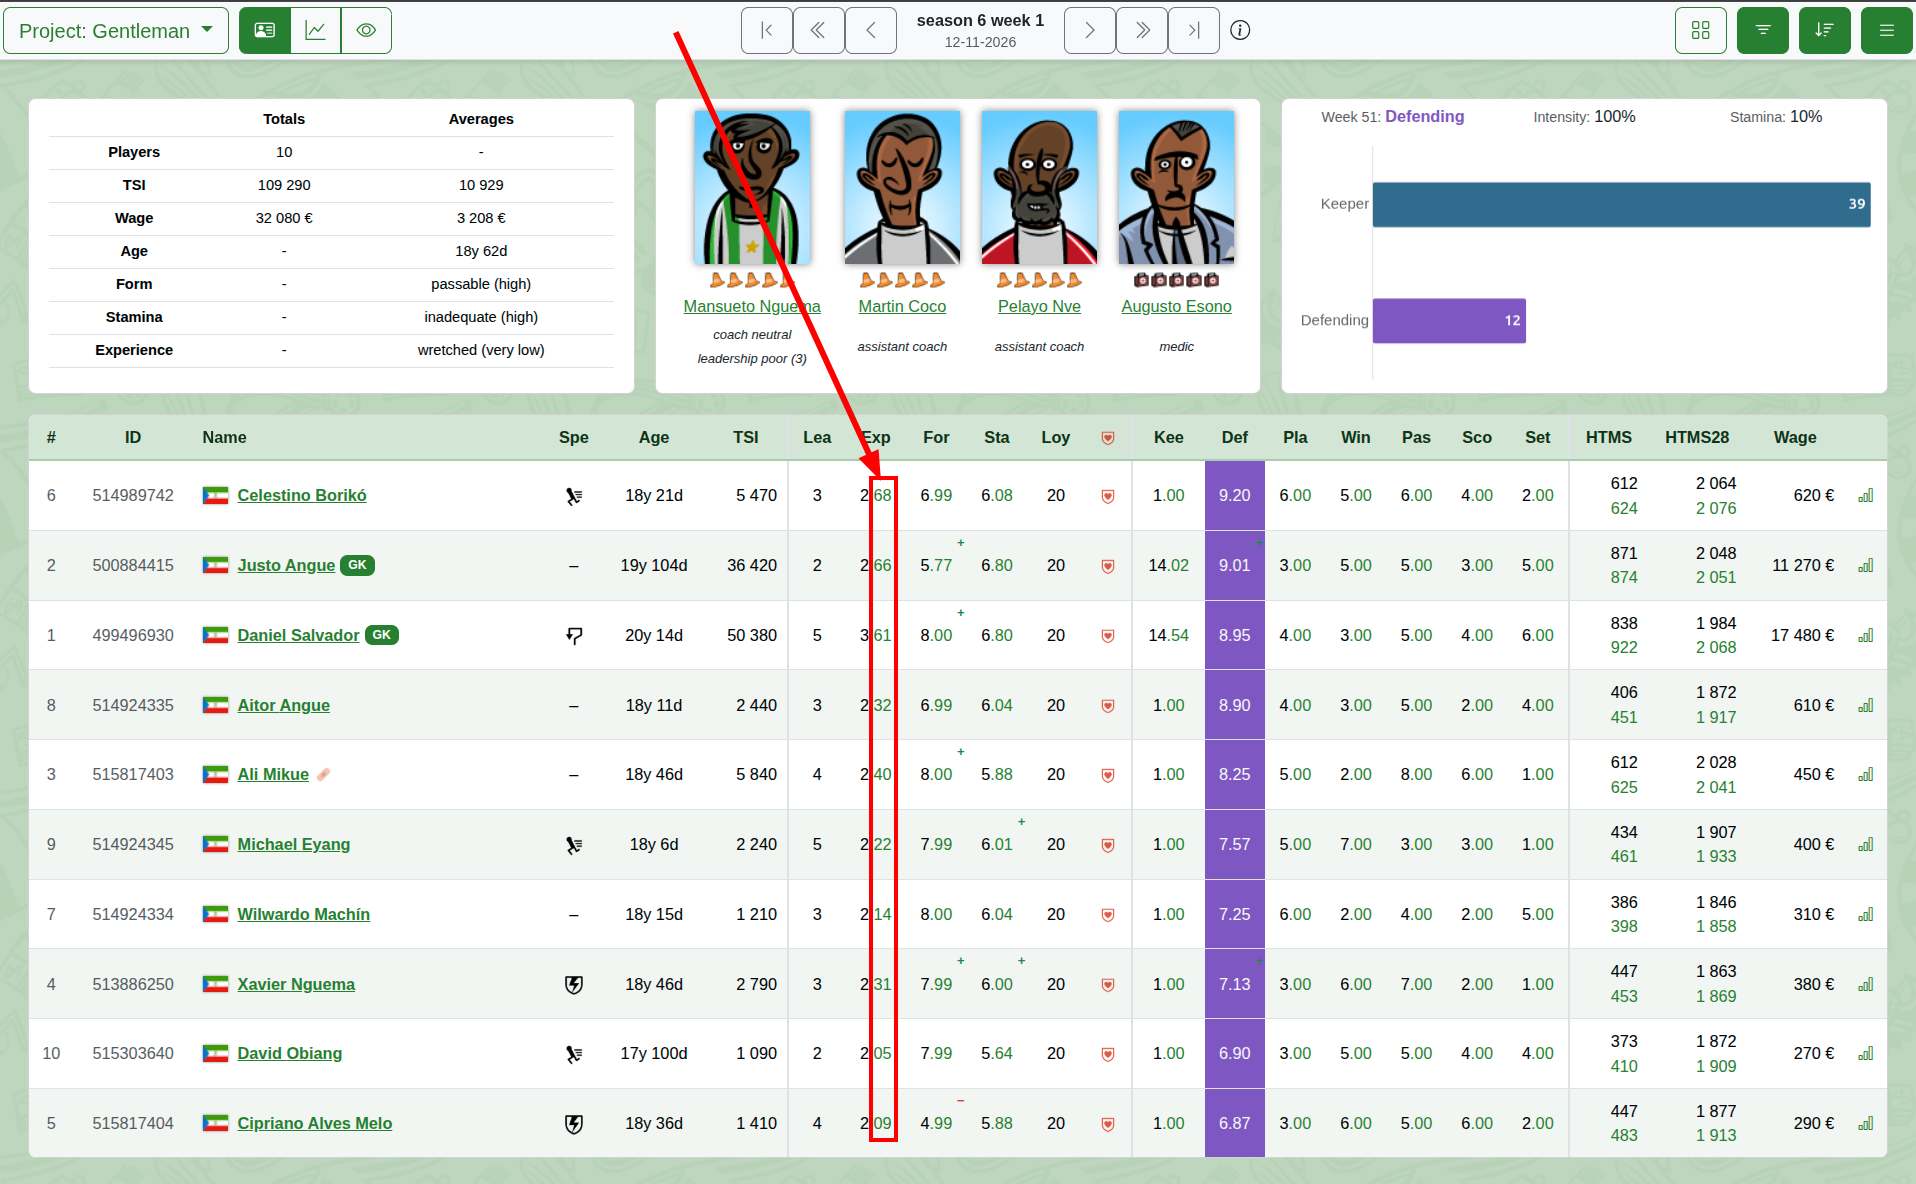 Project: Gentleman
season 6 week 1
12-11-2026
Totals Averages
Players 10 -
TSI 109 290 10 929
Wage 32 080 € 3 208 €
Age - 18y 62d
Form - passable (high)
Stamina - inadequate (high)
Experience - wretched (very low)
Mansueto Nguema
coach neutral
leadership poor (3)
Martin Coco
assistant coach
Pelayo Nve
assistant coach
Augusto Esono
medic
Week 51: Defending Intensity: 100% Stamina: 10%
Keeper 39
Defending 12
# ID Name Spe Age TSI Lea Exp For Sta Loy Kee Def Pla Win Pas Sco Set HTMS HTMS28 Wage
6 514989742 Celestino Borikó 18y 21d 5 470 3 2.68 6.99 6.08 20 1.00 9.20 6.00 5.00 6.00 4.00 2.00 612 2 064 620 €
624 2 076
2 500884415 Justo Angue GK – 19y 104d 36 420 2 2.66 5.77 + 6.80 20 14.02 9.01 + 3.00 5.00 5.00 3.00 5.00 871 2 048 11 270 €
874 2 051
1 499496930 Daniel Salvador GK 20y 14d 50 380 5 3.61 8.00 + 6.80 20 14.54 8.95 4.00 3.00 5.00 4.00 6.00 838 1 984 17 480 €
922 2 068
8 514924335 Aitor Angue – 18y 11d 2 440 3 2.32 6.99 6.04 20 1.00 8.90 4.00 3.00 5.00 2.00 4.00 406 1 872 610 €
451 1 917
3 515817403 Ali Mikue – 18y 46d 5 840 4 2.40 8.00 + 5.88 20 1.00 8.25 5.00 2.00 8.00 6.00 1.00 612 2 028 450 €
625 2 041
9 514924345 Michael Eyang 18y 6d 2 240 5 2.22 7.99 6.01 + 20 1.00 7.57 5.00 7.00 3.00 3.00 1.00 434 1 907 400 €
461 1 933
7 514924334 Wilwardo Machín – 18y 15d 1 210 3 2.14 8.00 6.04 20 1.00 7.25 6.00 2.00 4.00 2.00 5.00 386 1 846 310 €
398 1 858
4 513886250 Xavier Nguema 18y 46d 2 790 3 2.31 7.99 + 6.00 + 20 1.00 7.13 + 3.00 6.00 7.00 2.00 1.00 447 1 863 380 €
453 1 869
10 515303640 David Obiang 17y 100d 1 090 2 2.05 7.99 5.64 20 1.00 6.90 3.00 5.00 5.00 4.00 4.00 373 1 872 270 €
410 1 909
5 515817404 Cipriano Alves Melo 18y 36d 1 410 4 2.09 4.99 – 5.88 20 1.00 6.87 3.00 6.00 5.00 6.00 2.00 447 1 877 290 €
483 1 913